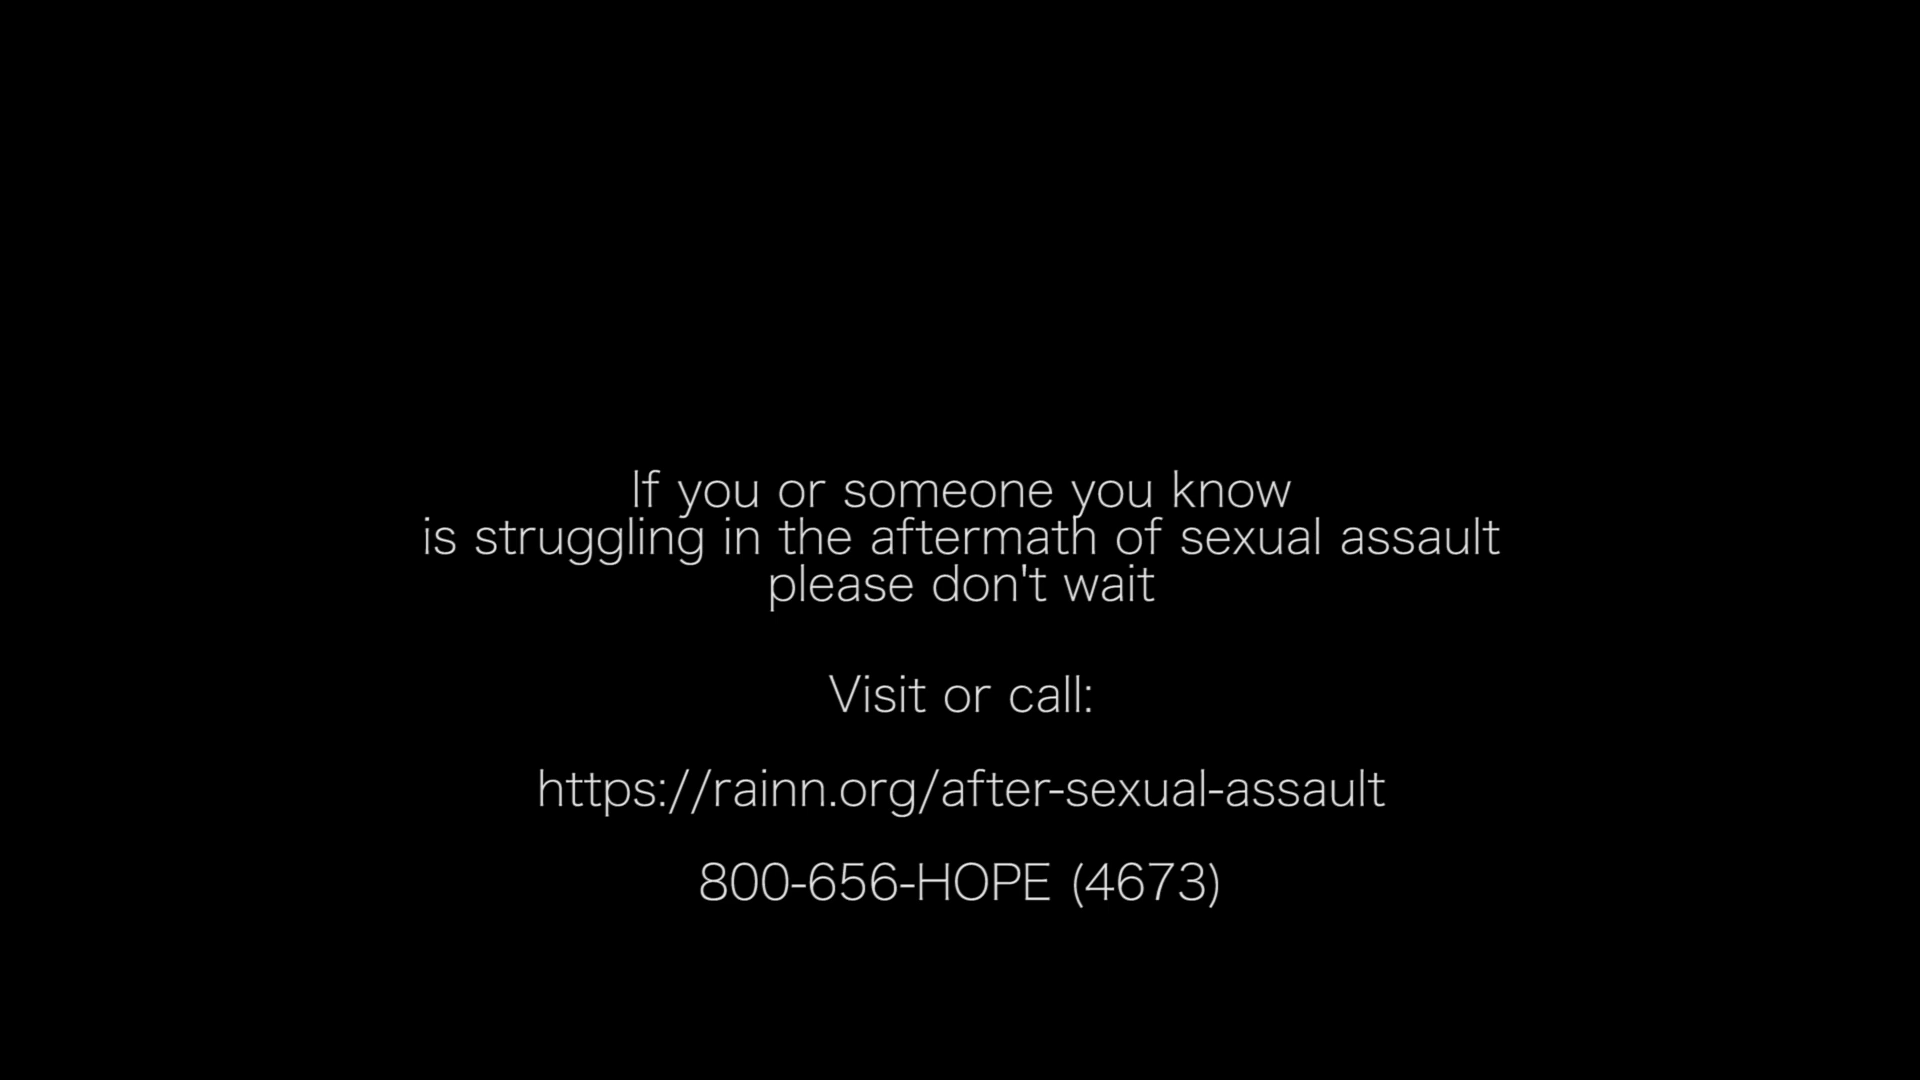 If you or someone you know
is struggling in the aftermath of sexual assault
please don't wait
Visit or call:
https://rainn.org/after-sexual-assault
800-656-HOPE (4673)